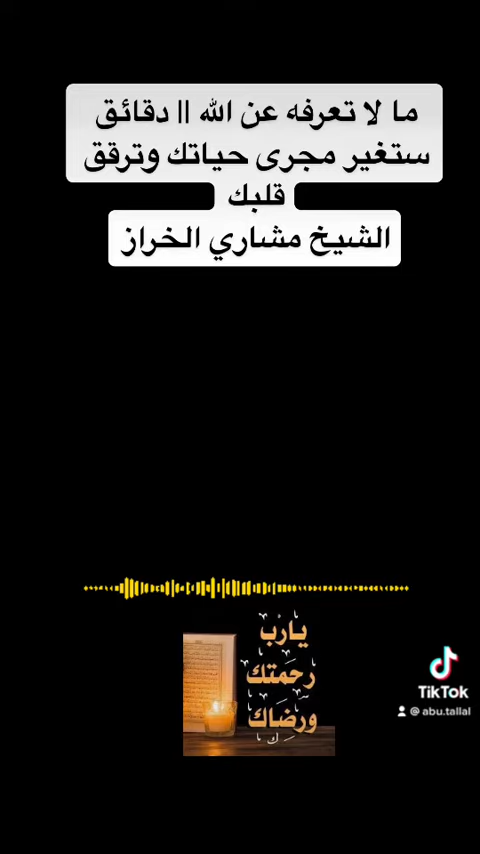 ما لا تعرفه عن الله || دقائق
ستغير مجرى حياتك وترقق
قلبك
الشيخ مشاري الخراز
يارب
رحمتك
ورضاك
TikTok
@ abu.tallal